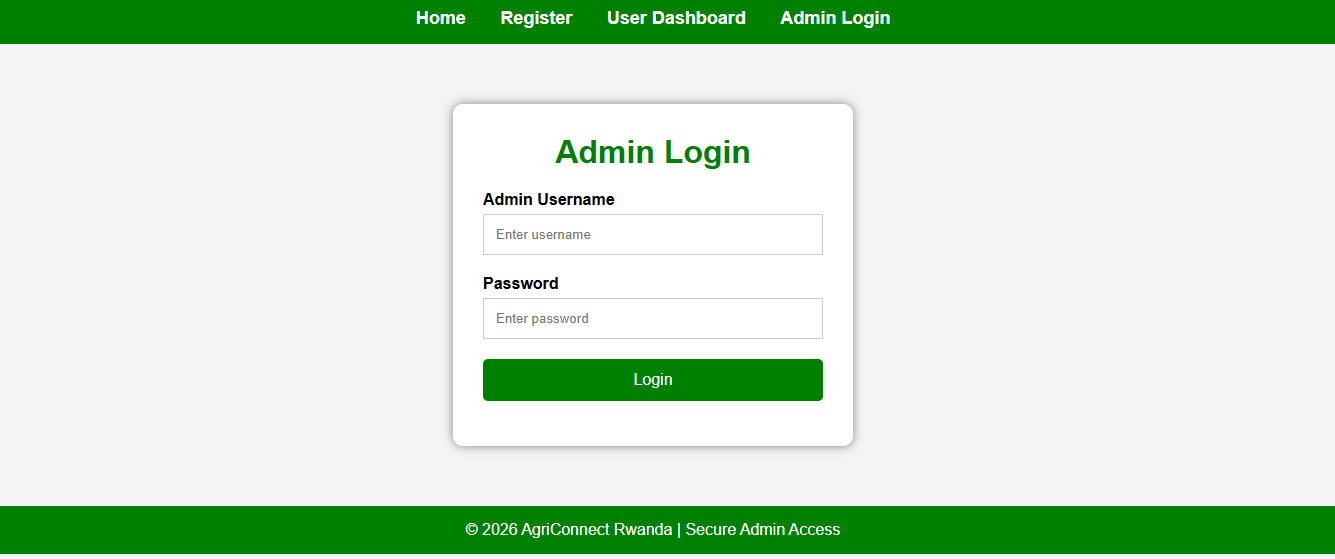 Home Register User Dashboard Admin Login
Admin Login
Admin Username
Enter username
Password
Enter password
Login
© 2026 AgriConnect Rwanda | Secure Admin Access